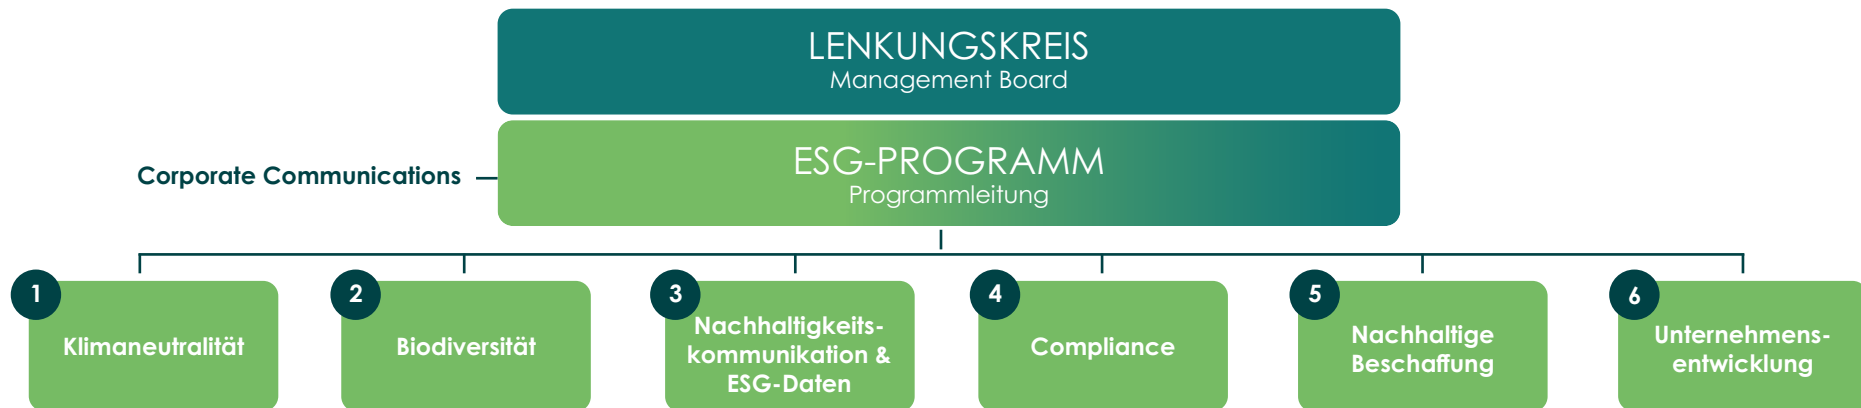 LENKUNGSKREIS
Management Board
ESG-PROGRAMM
Programmleitung
Corporate Communications
1
Klimaneutralität
2
Biodiversität
3
Nachhaltigkeits-
kommunikation &
ESG-Daten
4
Compliance
5
Nachhaltige
Beschaffung
6
Unternehmens-
entwicklung